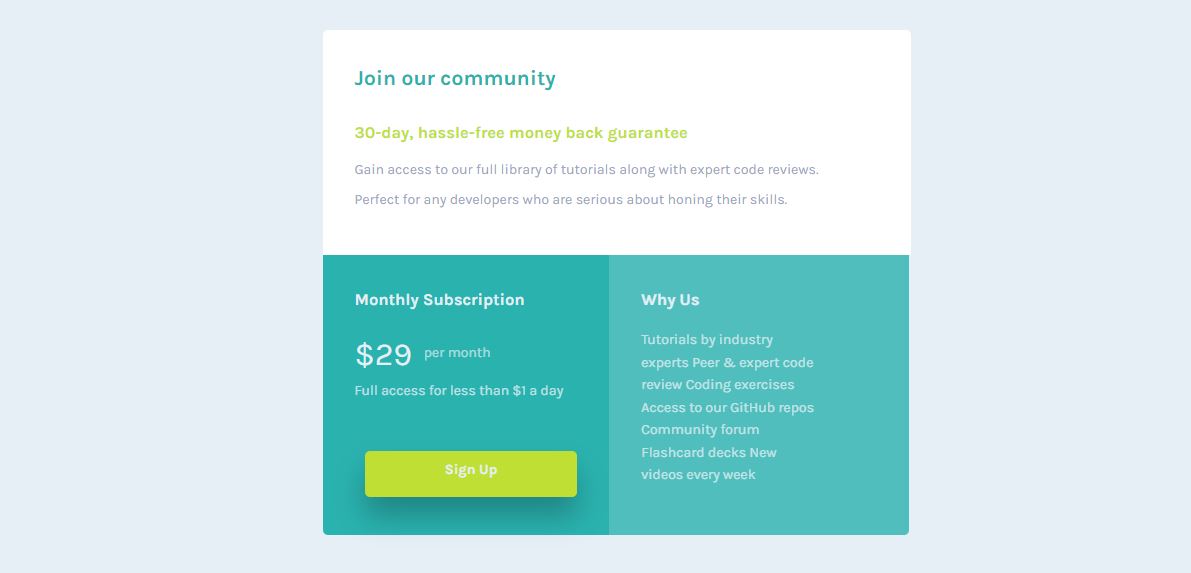 Join our community
30-day, hassle-free money back guarantee
Gain access to our full library of tutorials along with expert code reviews.
Perfect for any developers who are serious about honing their skills.
Monthly Subscription
$29 per month
Full access for less than $1 a day
Sign Up
Why Us
Tutorials by industry
experts Peer & expert code
review Coding exercises
Access to our GitHub repos
Community forum
Flashcard decks New
videos every week